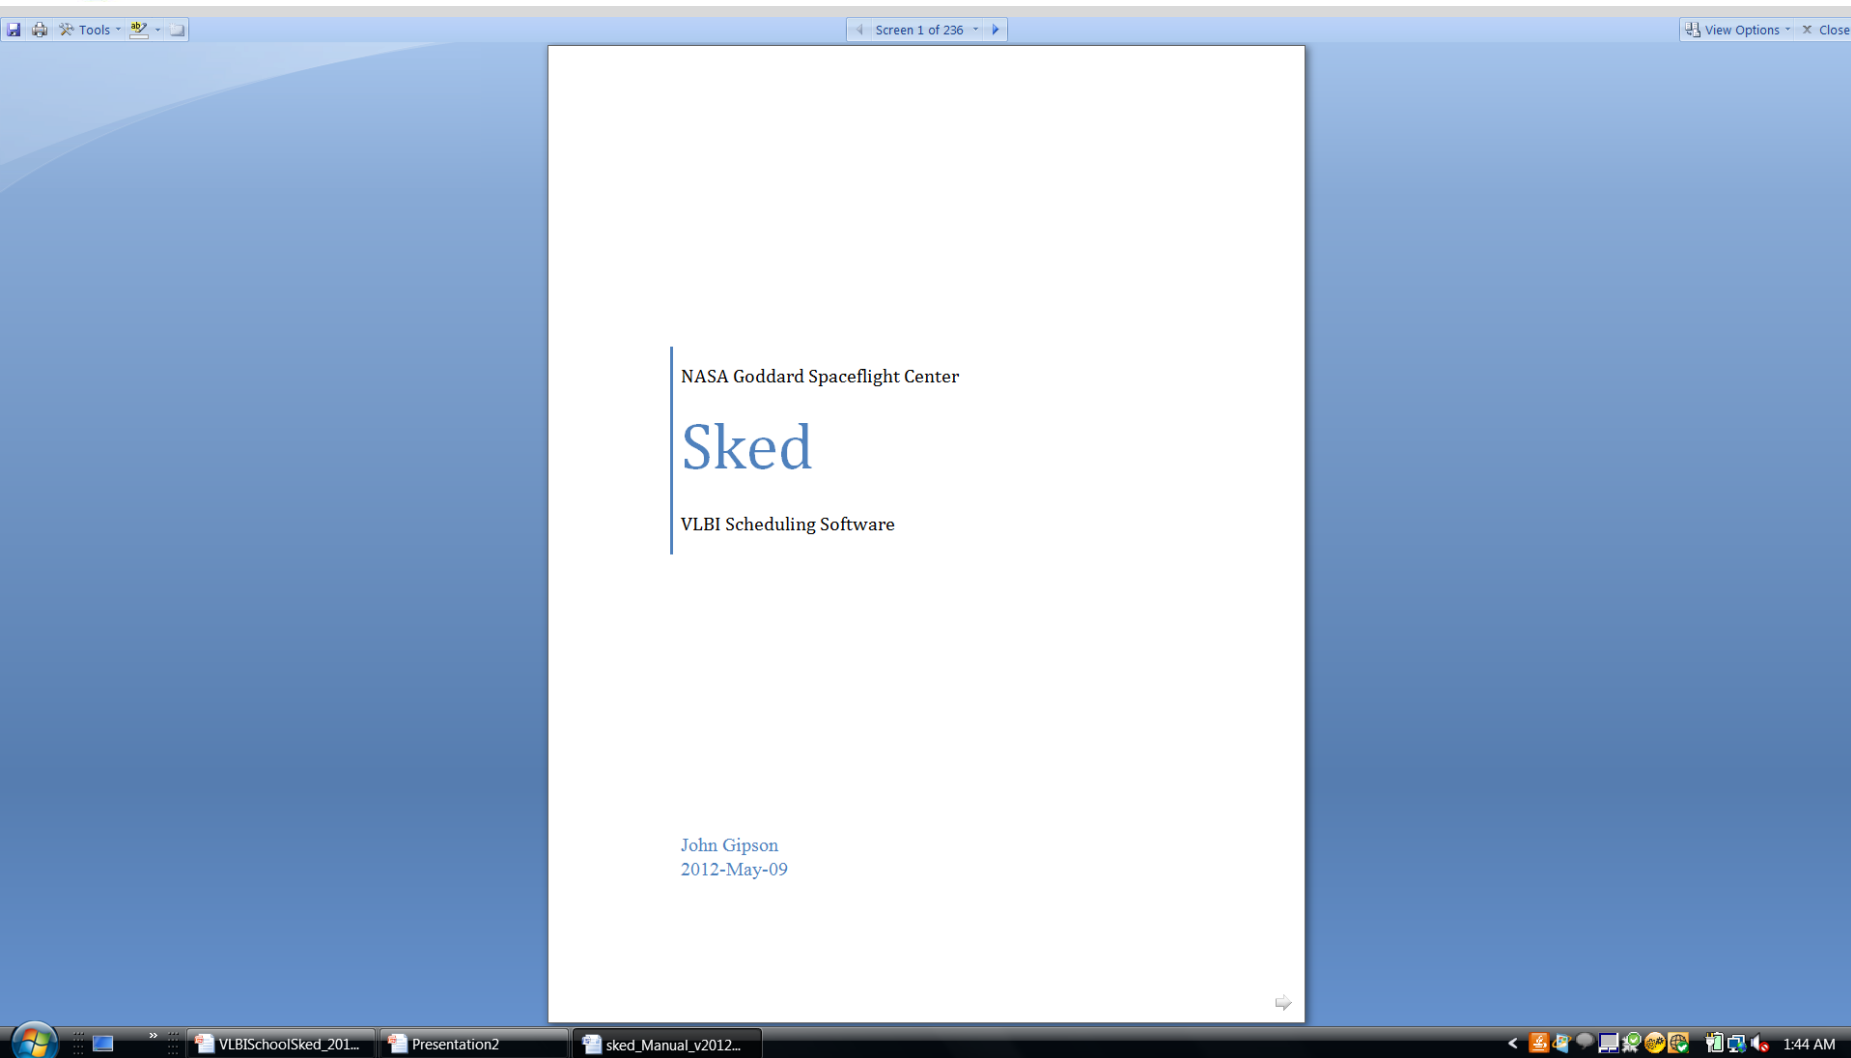 Tools
Screen 1 of 236
View Options
Close
NASA Goddard Spaceflight Center
Sked
VLBI Scheduling Software
John Gipson
2012-May-09
VLBISchoolSked_201...
Presentation2
sked_Manual_v2012...
1:44 AM